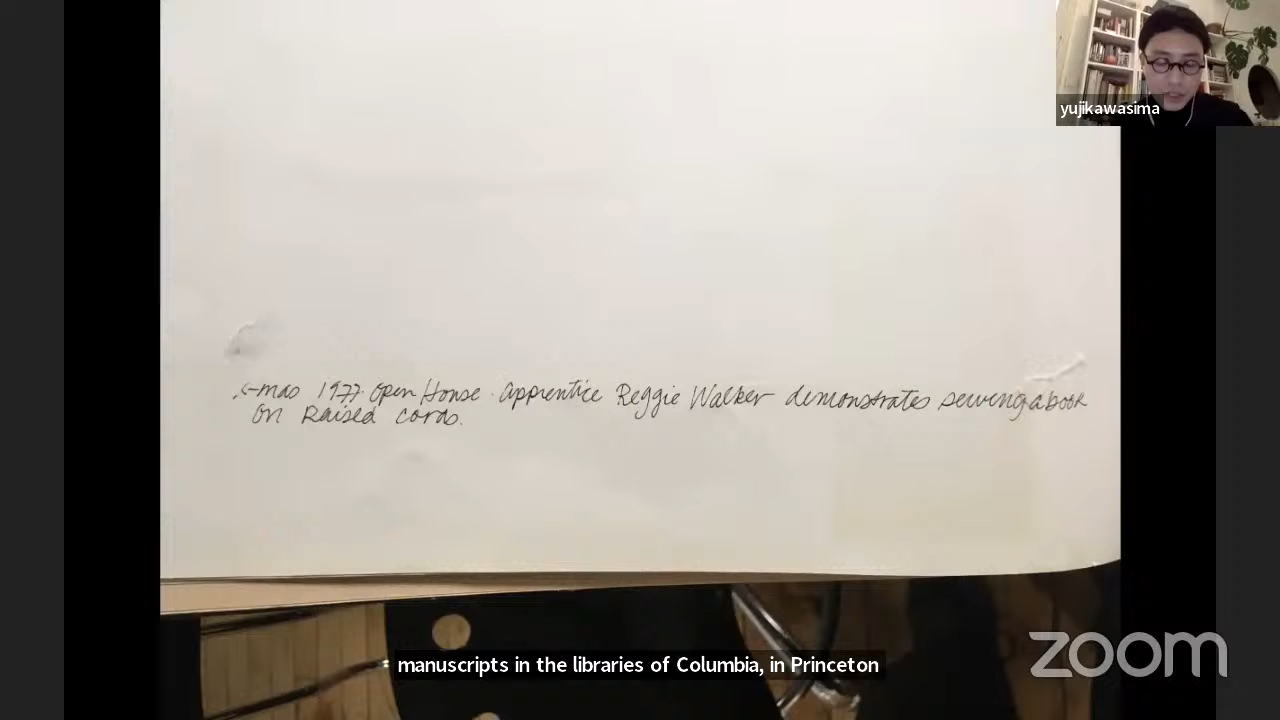 yujikawasima
X-mas 1977 Open House. Apprentice Reggie Walker demonstrates sewing a book
on Raised cords.
manuscripts in the libraries of Columbia, in Princeton
zoom